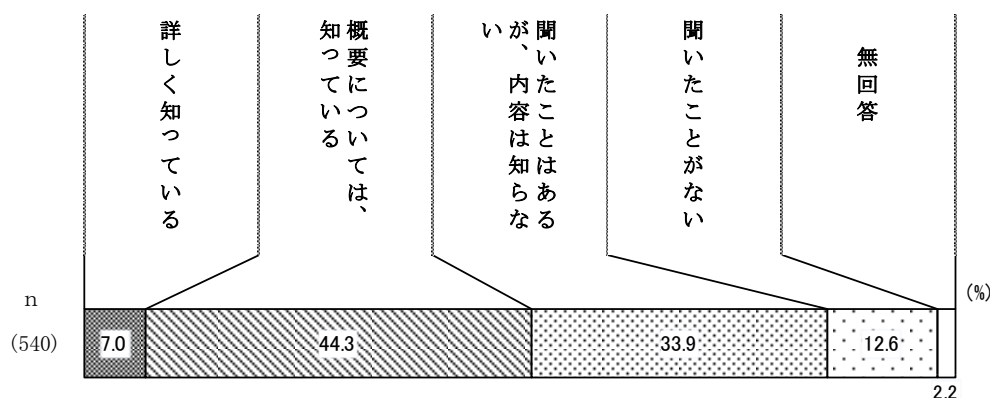 詳しく知っている
概要については、
知っている
聞いたことはある
が、内容は知らな
い
聞いたことがない
無回答
(%)
n
(540)
7.0
44.3
33.9
12.6
2.2